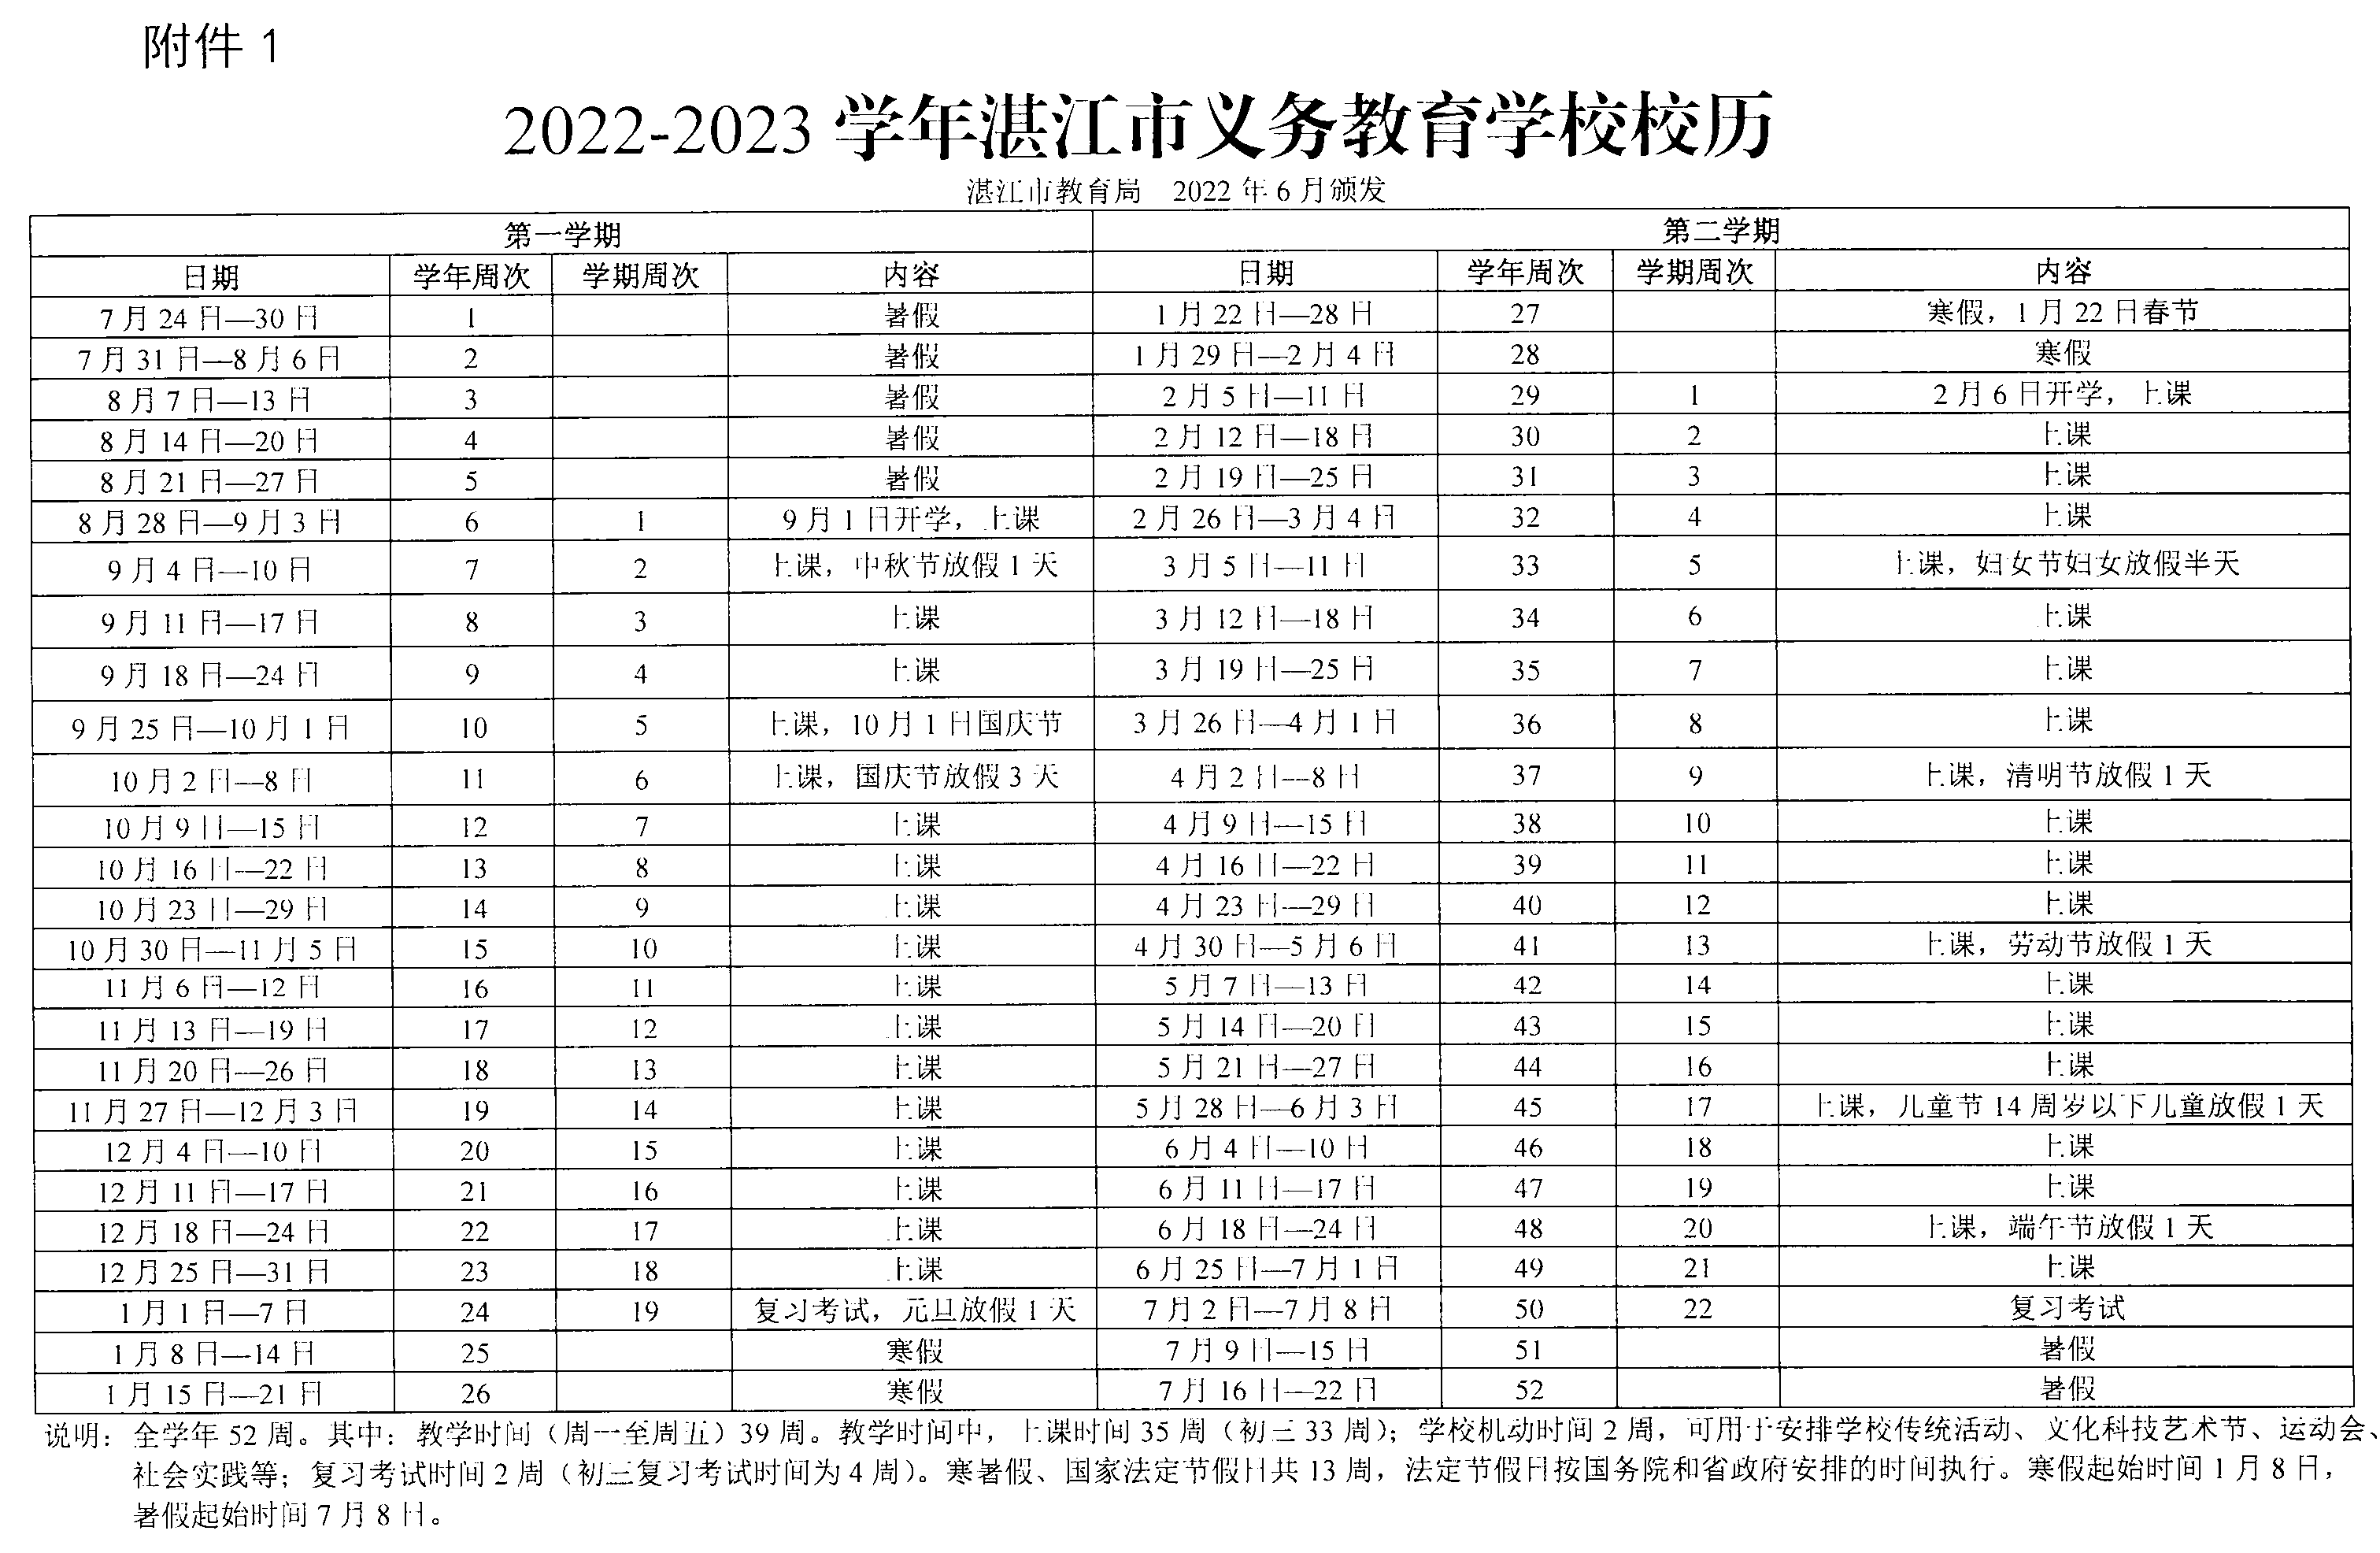 附件 1
2022-2023 学年湛江市义务教育学校校历
湛江市教育局 2022 年 6 月颁发
第一学期 第二学期
日期 学年周次 学期周次 内容 日期 学年周次 学期周次 内容
7 月 24 日—30 日 1 暑假 1 月 22 日—28 日 27 寒假，1 月 22 日春节
7 月 31 日—8 月 6 日 2 暑假 1 月 29 日—2 月 4 日 28 寒假
8 月 7 日—13 日 3 暑假 2 月 5 日—11 日 29 1 2 月 6 日开学，上课
8 月 14 日—20 日 4 暑假 2 月 12 日—18 日 30 2 上课
8 月 21 日—27 日 5 暑假 2 月 19 日—25 日 31 3 上课
8 月 28 日—9 月 3 日 6 1 9 月 1 日开学，上课 2 月 26 日—3 月 4 日 32 4 上课
9 月 4 日—10 日 7 2 上课，中秋节放假 1 天 3 月 5 日—11 日 33 5 上课，妇女节妇女放假半天
9 月 11 日—17 日 8 3 上课 3 月 12 日—18 日 34 6 上课
9 月 18 日—24 日 9 4 上课 3 月 19 日—25 日 35 7 上课
9 月 25 日—10 月 1 日 10 5 上课，10 月 1 日国庆节 3 月 26 日—4 月 1 日 36 8 上课
10 月 2 日—8 日 11 6 上课，国庆节放假 3 天 4 月 2 日—8 日 37 9 上课，清明节放假 1 天
10 月 9 日—15 日 12 7 上课 4 月 9 日—15 日 38 10 上课
10 月 16 日—22 日 13 8 上课 4 月 16 日—22 日 39 11 上课
10 月 23 日—29 日 14 9 上课 4 月 23 日—29 日 40 12 上课
10 月 30 日—11 月 5 日 15 10 上课 4 月 30 日—5 月 6 日 41 13 上课，劳动节放假 1 天
11 月 6 日—12 日 16 11 上课 5 月 7 日—13 日 42 14 上课
11 月 13 日—19 日 17 12 上课 5 月 14 日—20 日 43 15 上课
11 月 20 日—26 日 18 13 上课 5 月 21 日—27 日 44 16 上课
11 月 27 日—12 月 3 日 19 14 上课 5 月 28 日—6 月 3 日 45 17 上课，儿童节 14 周岁以下儿童放假 1 天
12 月 4 日—10 日 20 15 上课 6 月 4 日—10 日 46 18 上课
12 月 11 日—17 日 21 16 上课 6 月 11 日—17 日 47 19 上课
12 月 18 日—24 日 22 17 上课 6 月 18 日—24 日 48 20 上课，端午节放假 1 天
12 月 25 日—31 日 23 18 上课 6 月 25 日—7 月 1 日 49 21 上课
1 月 1 日—7 日 24 19 复习考试，元旦放假 1 天 7 月 2 日—7 月 8 日 50 22 复习考试
1 月 8 日—14 日 25 寒假 7 月 9 日—15 日 51 暑假
1 月 15 日—21 日 26 寒假 7 月 16 日—22 日 52 暑假
说明：全学年 52 周。其中：教学时间（周一至周五）39 周。教学时间中，上课时间 35 周（初三 33 周）；学校机动时间 2 周，可用于安排学校传统活动、文化科技艺术节、运动会、
社会实践等；复习考试时间 2 周（初三复习考试时间为 4 周）。寒暑假、国家法定节假日共 13 周，法定节假日按国务院和省政府安排的时间执行。寒假起始时间 1 月 8 日，
暑假起始时间 7 月 8 日。